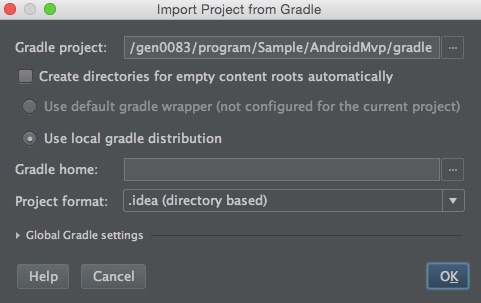 Import Project from Gradle
Gradle project: /gen0083/program/Sample/AndroidMvp/gradle ...
Create directories for empty content roots automatically
Use default gradle wrapper (not configured for the current project)
Use local gradle distribution
Gradle home: ...
Project format: .idea (directory based)
Global Gradle settings
Help Cancel OK